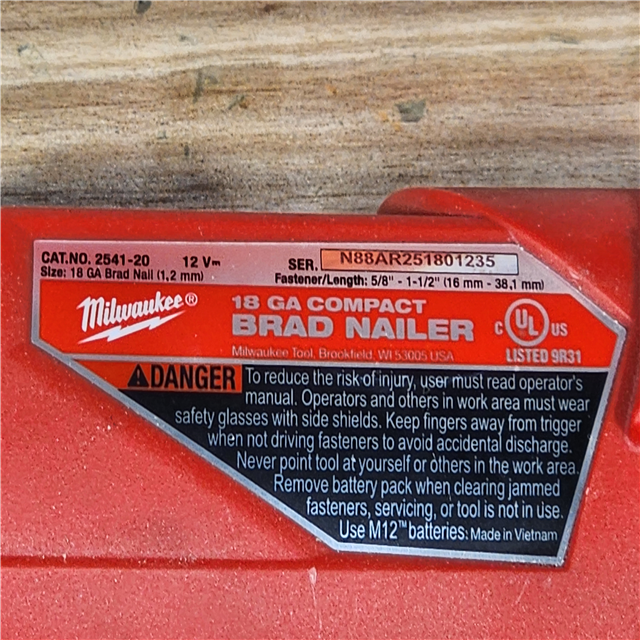 CAT.NO. 2541-20 12 V⎓ SER. N88AR251801235
Size: 18 GA Brad Nail (1,2 mm) Fastener/Length: 5/8" - 1-1/2" (16 mm - 38,1 mm)
Milwaukee®
18 GA COMPACT
BRAD NAILER
Milwaukee Tool, Brookfield, WI 53005 USA
C UL US
LISTED 9R31
DANGER
To reduce the risk of injury, user must read operator's
manual. Operators and others in work area must wear
safety glasses with side shields. Keep fingers away from trigger
when not driving fasteners to avoid accidental discharge.
Never point tool at yourself or others in the work area.
Remove battery pack when clearing jammed
fasteners, servicing, or tool is not in use.
Use M12™ batteries. Made in Vietnam